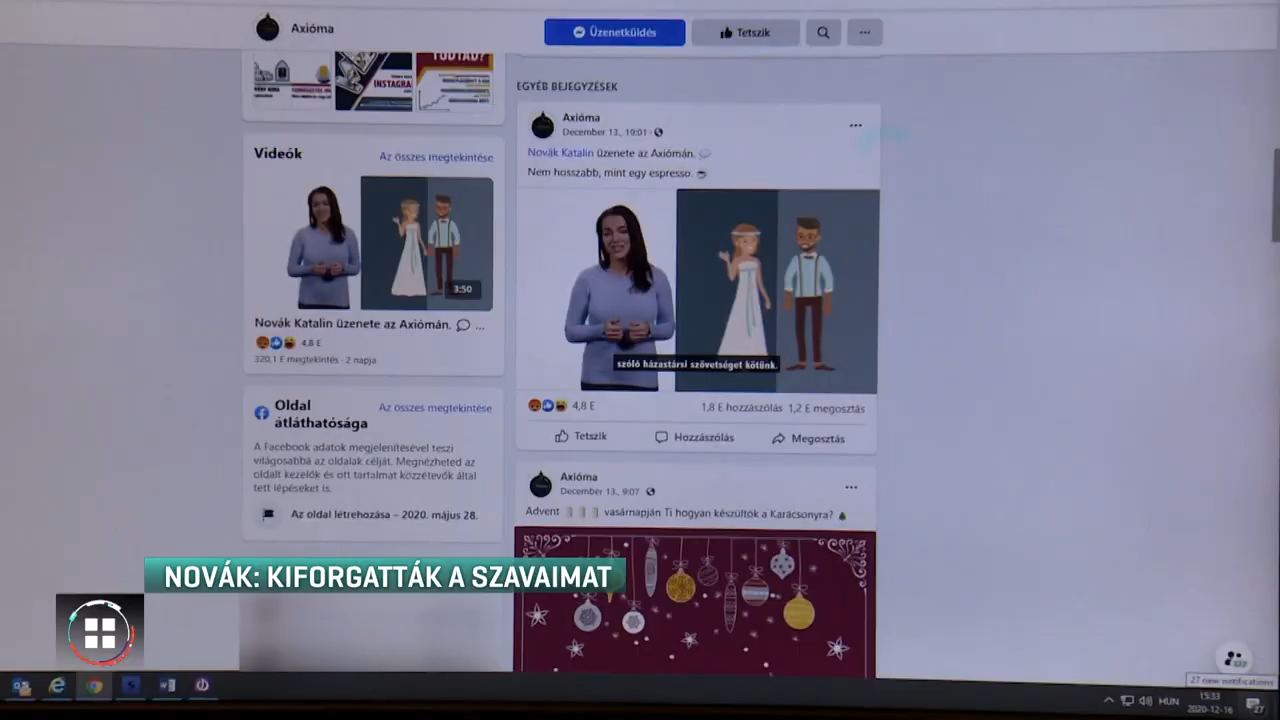 Axióma
Üzenetküldés
Tetszik
TUDTAD?
INSTAGRA
EGYÉB BEJEGYZÉSEK
Videók
Az összes megtekintése
3:50
Novák Katalin üzenete az Axiómán. ...
4,8 E
320,1 E megtekintés · 2 napja
Oldal átláthatósága
Az összes megtekintése
A Facebook adatok megjelenítésével teszi
világosabbá az oldalak célját. Megnézheted az
oldalt kezelők és ott tartalmat közzétevők által
tett lépéseket is.
Az oldal létrehozása – 2020. május 28.
Axióma
December 13., 19:01 ·
Novák Katalin üzenete az Axiómán.
Nem hosszabb, mint egy espresso.
szóló házastársi szövetséget kötünk.
4,8 E
1,8 E hozzászólás 1,2 E megosztás
Tetszik
Hozzászólás
Megosztás
Axióma
December 13., 9:07 ·
Advent vasárnapján Ti hogyan készültök a Karácsonyra?
NOVÁK: KIFORGATTÁK A SZAVAIMAT
27 new notifications
HUN
15:33
2020-12-16
27